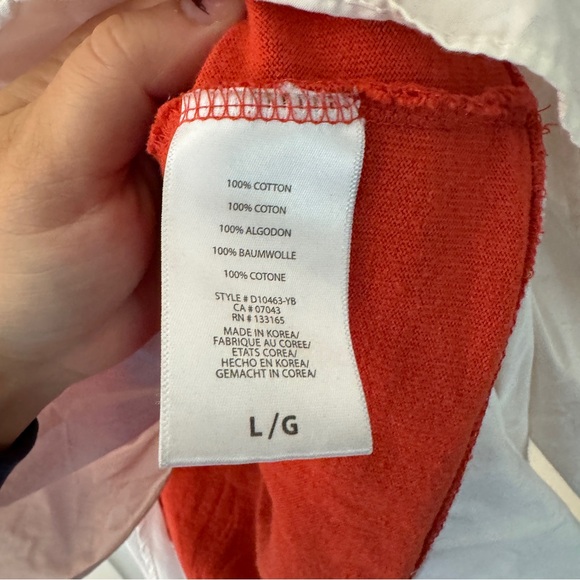 100% COTTON
100% COTON
100% ALGODON
100% BAUMWOLLE
100% COTONE
STYLE # D10463-YB
CA # 07043
RN # 133165
MADE IN KOREA/
FABRIQUE AU COREE/
ETATS COREA/
HECHO EN KOREA/
GEMACHT IN COREA/
L/G